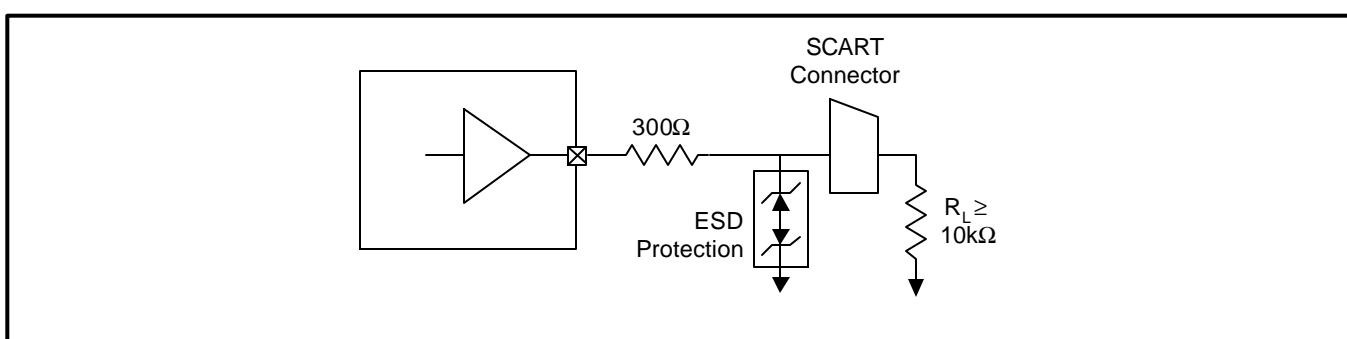 SCART
Connector
300Ω
ESD
Protection
R_L ≥
10kΩ